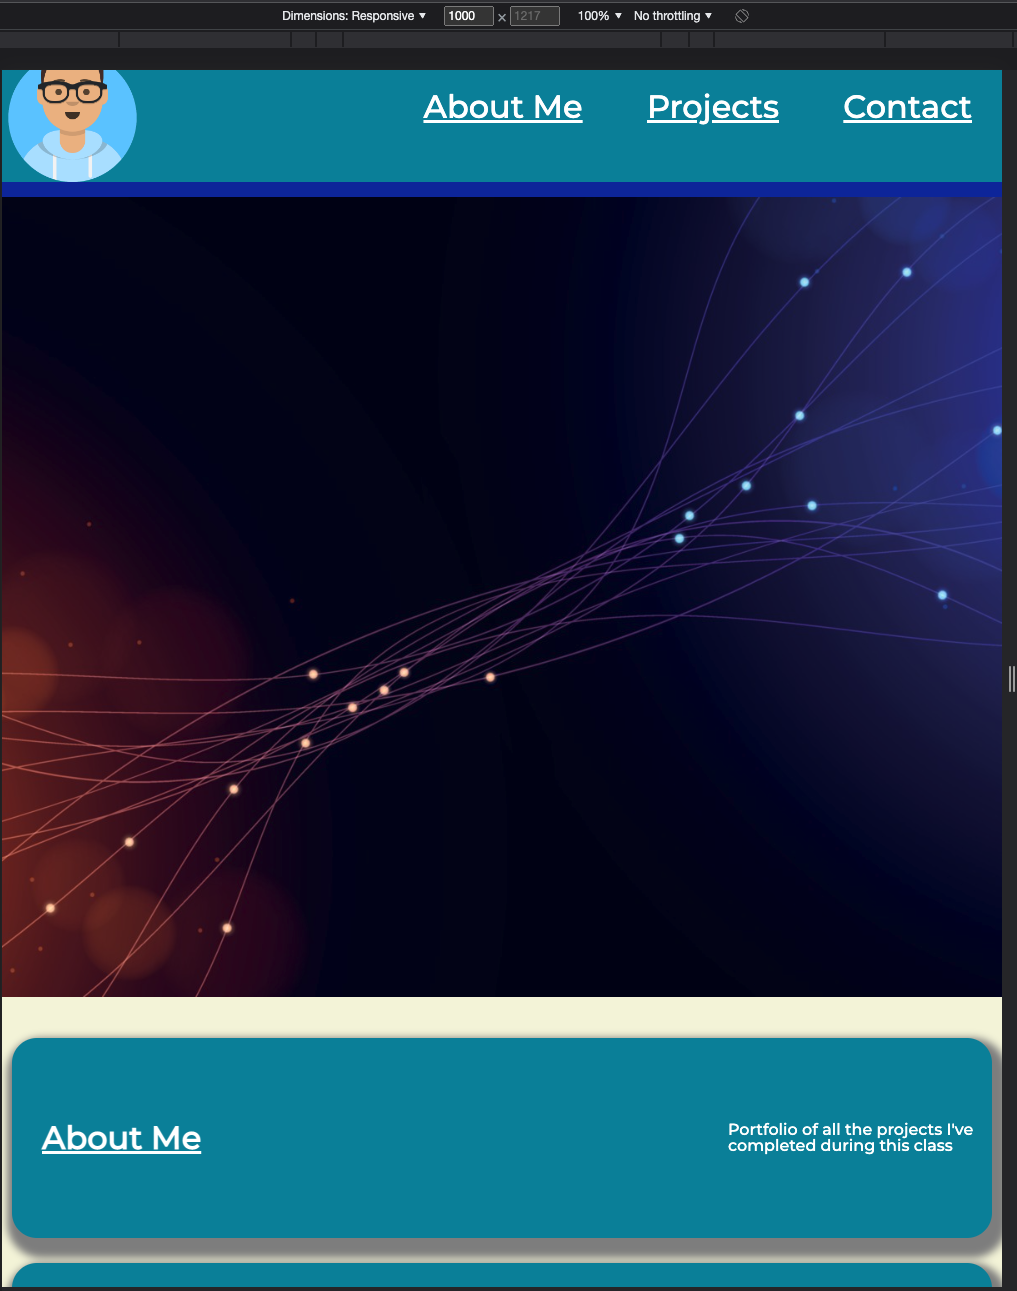 Dimensions: Responsive ▼ 1000 × 1217 100% ▼ No throttling ▼
About Me Projects Contact
About Me
Portfolio of all the projects I've
completed during this class